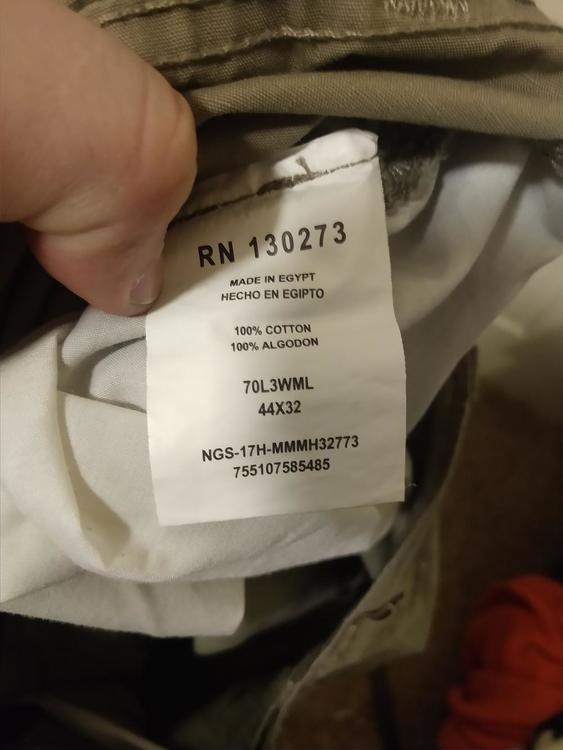 RN 130273
MADE IN EGYPT
HECHO EN EGIPTO
100% COTTON
100% ALGODON
70L3WML
44X32
NGS-17H-MMMH32773
755107585485